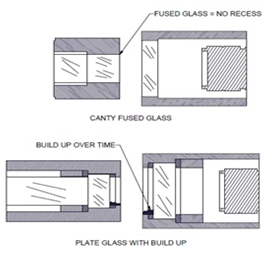 FUSED GLASS = NO RECESS
CANTY FUSED GLASS
BUILD UP OVER TIME
PLATE GLASS WITH BUILD UP